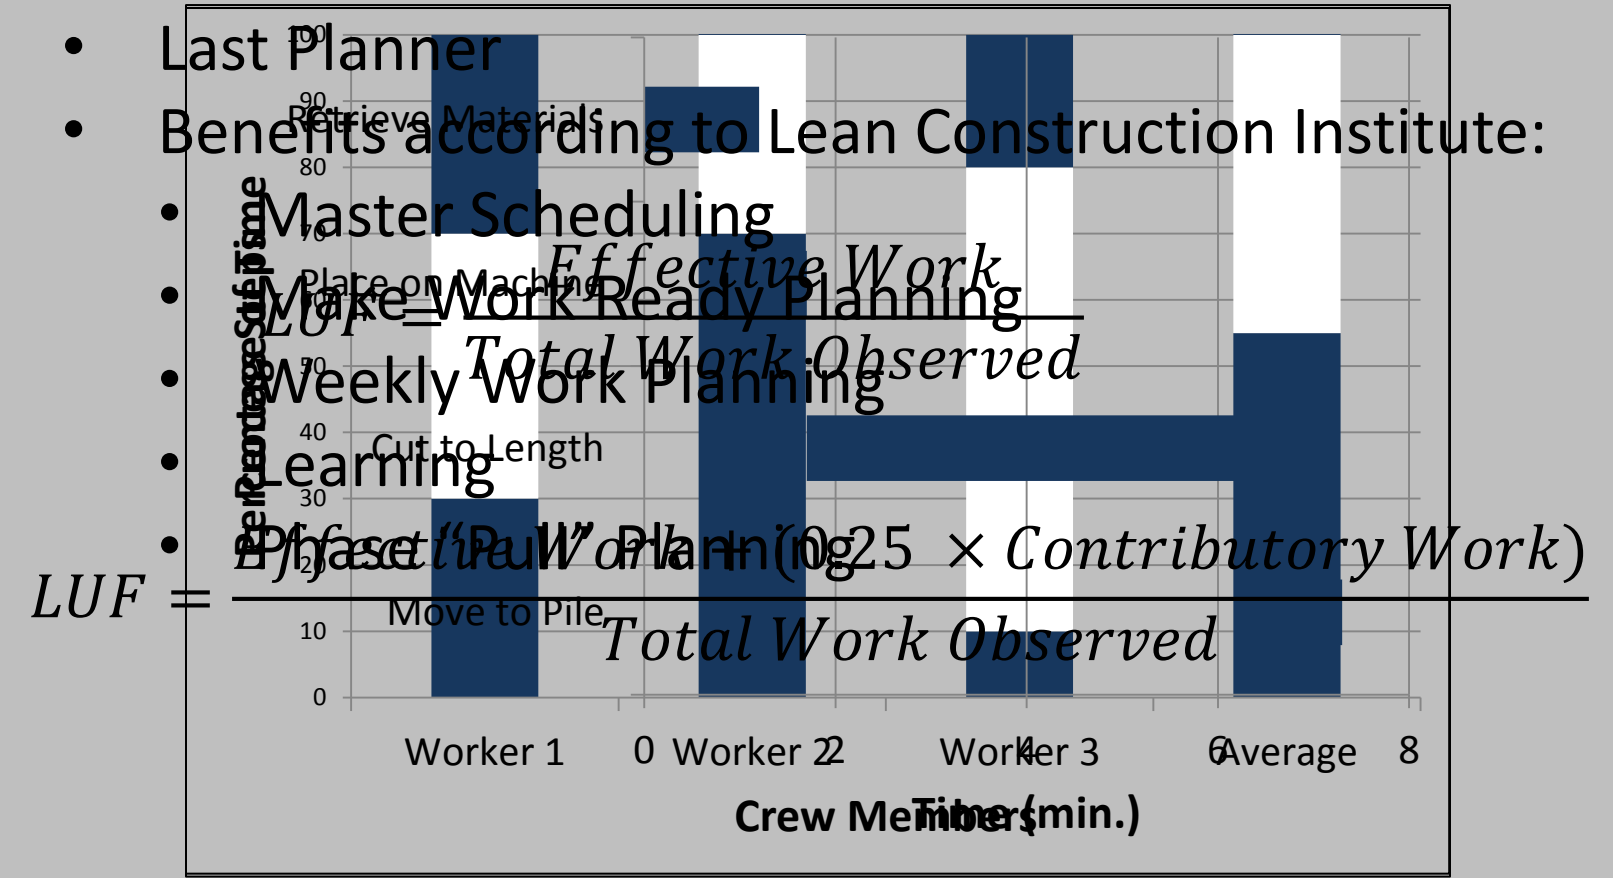 • Last Planner
• Benefits according to Lean Construction Institute:
• Master Scheduling
• Make Work Ready Planning
• Weekly Work Planning
• Learning
• Phase “Pull” Planning
LUF = Effective Work
Total Work Observed
LUF = Effective Work + (0.25 × Contributory Work)
Total Work Observed
100
90
80
70
60
50
40
30
20
10
0
Worker 1
Worker 2
Worker 3
Average
Crew Members
Retrieve Materials
Place on Machine
Cut to Length
Move to Pile
0
2
4
6
8
Time (min.)